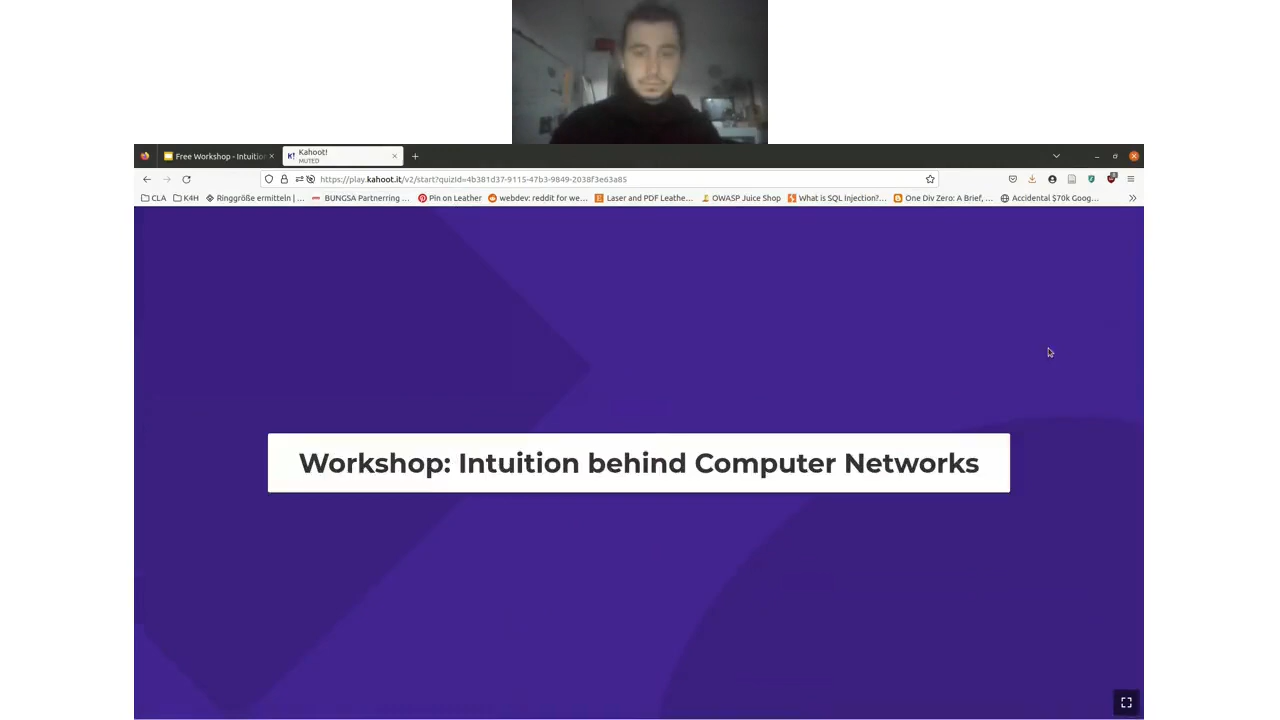 Free Workshop - Intuition
K! Kahoot!
MUTED
https://play.kahoot.it/v2/start?quizId=4b381d37-9115-47b3-9849-2038f3e63a85
CLA K4H Ringgröße ermitteln | ... BUNGSA Partnerring ... Pin on Leather webdev: reddit for we... Laser and PDF Leathe... OWASP Juice Shop What is SQL Injection?... One Div Zero: A Brief, ... Accidental $70k Goog...
Workshop: Intuition behind Computer Networks